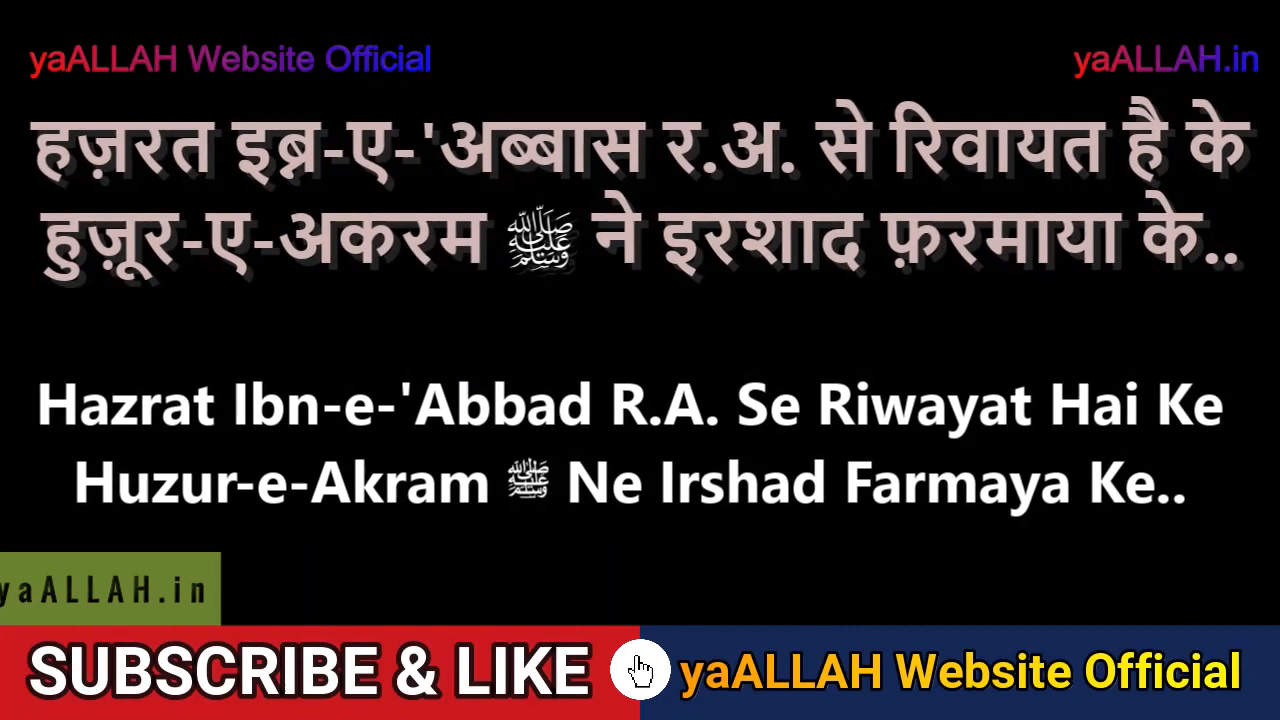 yaALLAH Website Official
yaALLAH.in
हज़रत इब्न-ए-'अब्बास र.अ. से रिवायत है के
हुज़ूर-ए-अकरम ﷺ ने इरशाद फ़रमाया के..
Hazrat Ibn-e-'Abbad R.A. Se Riwayat Hai Ke
Huzur-e-Akram ﷺ Ne Irshad Farmaya Ke..
yaALLAH.in
SUBSCRIBE & LIKE
yaALLAH Website Official